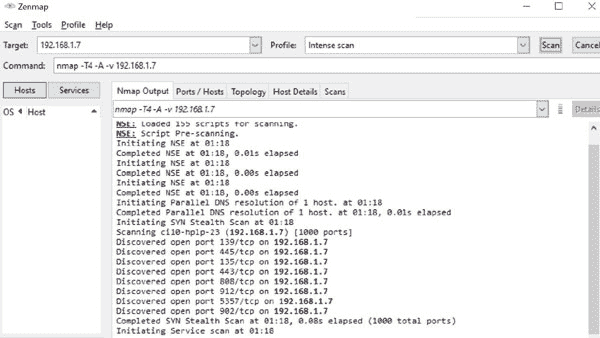 Zenmap
Scan Tools Profile Help
Target: 192.168.1.7 Profile: Intense scan Scan Cancel
Command: nmap -T4 -A -v 192.168.1.7
Hosts Services Nmap Output Ports / Hosts Topology Host Details Scans
OS Host nmap -T4 -A -v 192.168.1.7 Details
NSE: Loaded 155 scripts for scanning.
NSE: Script Pre-scanning.
Initiating NSE at 01:18
Completed NSE at 01:18, 0.01s elapsed
Initiating NSE at 01:18
Completed NSE at 01:18, 0.00s elapsed
Initiating NSE at 01:18
Completed NSE at 01:18, 0.00s elapsed
Initiating Parallel DNS resolution of 1 host. at 01:18
Completed Parallel DNS resolution of 1 host. at 01:18, 0.01s elapsed
Initiating SYN Stealth Scan at 01:18
Scanning ci10-hplp-23 (192.168.1.7) [1000 ports]
Discovered open port 139/tcp on 192.168.1.7
Discovered open port 445/tcp on 192.168.1.7
Discovered open port 135/tcp on 192.168.1.7
Discovered open port 443/tcp on 192.168.1.7
Discovered open port 808/tcp on 192.168.1.7
Discovered open port 912/tcp on 192.168.1.7
Discovered open port 5357/tcp on 192.168.1.7
Discovered open port 902/tcp on 192.168.1.7
Completed SYN Stealth Scan at 01:18, 0.08s elapsed (1000 total ports)
Initiating Service scan at 01:18